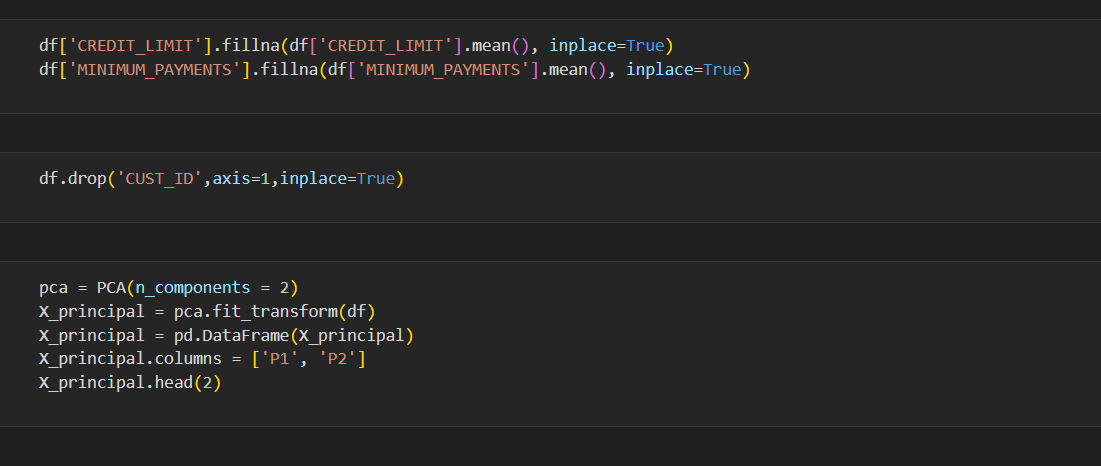 df['CREDIT_LIMIT'].fillna(df['CREDIT_LIMIT'].mean(), inplace=True)
df['MINIMUM_PAYMENTS'].fillna(df['MINIMUM_PAYMENTS'].mean(), inplace=True)
df.drop('CUST_ID',axis=1,inplace=True)
pca = PCA(n_components = 2)
X_principal = pca.fit_transform(df)
X_principal = pd.DataFrame(X_principal)
X_principal.columns = ['P1', 'P2']
X_principal.head(2)